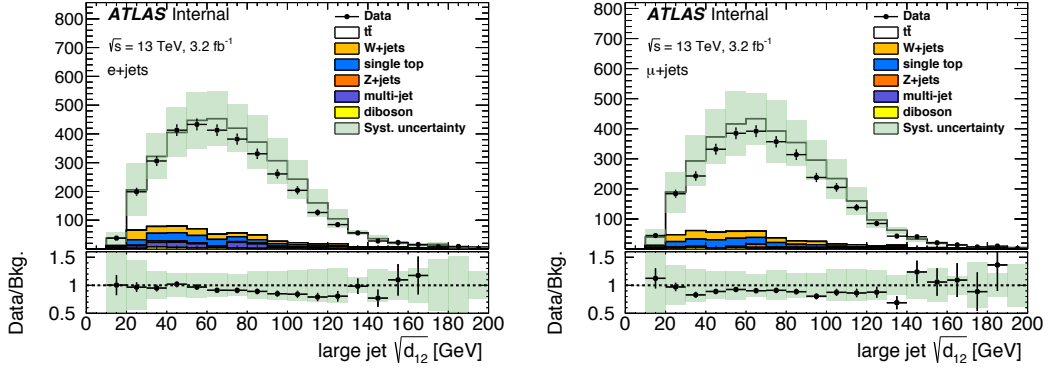 ATLAS Internal
√s = 13 TeV, 3.2 fb⁻¹
e+jets
Data
tt̄
W+jets
single top
Z+jets
multi-jet
diboson
Syst. uncertainty
800
700
600
500
400
300
200
100
Data/Bkg.
1.5
1
0.5
0 20 40 60 80 100 120 140 160 180 200
large jet √d₁₂ [GeV]
ATLAS Internal
√s = 13 TeV, 3.2 fb⁻¹
μ+jets
Data
tt̄
W+jets
single top
Z+jets
multi-jet
diboson
Syst. uncertainty
800
700
600
500
400
300
200
100
Data/Bkg.
1.5
1
0.5
0 20 40 60 80 100 120 140 160 180 200
large jet √d₁₂ [GeV]